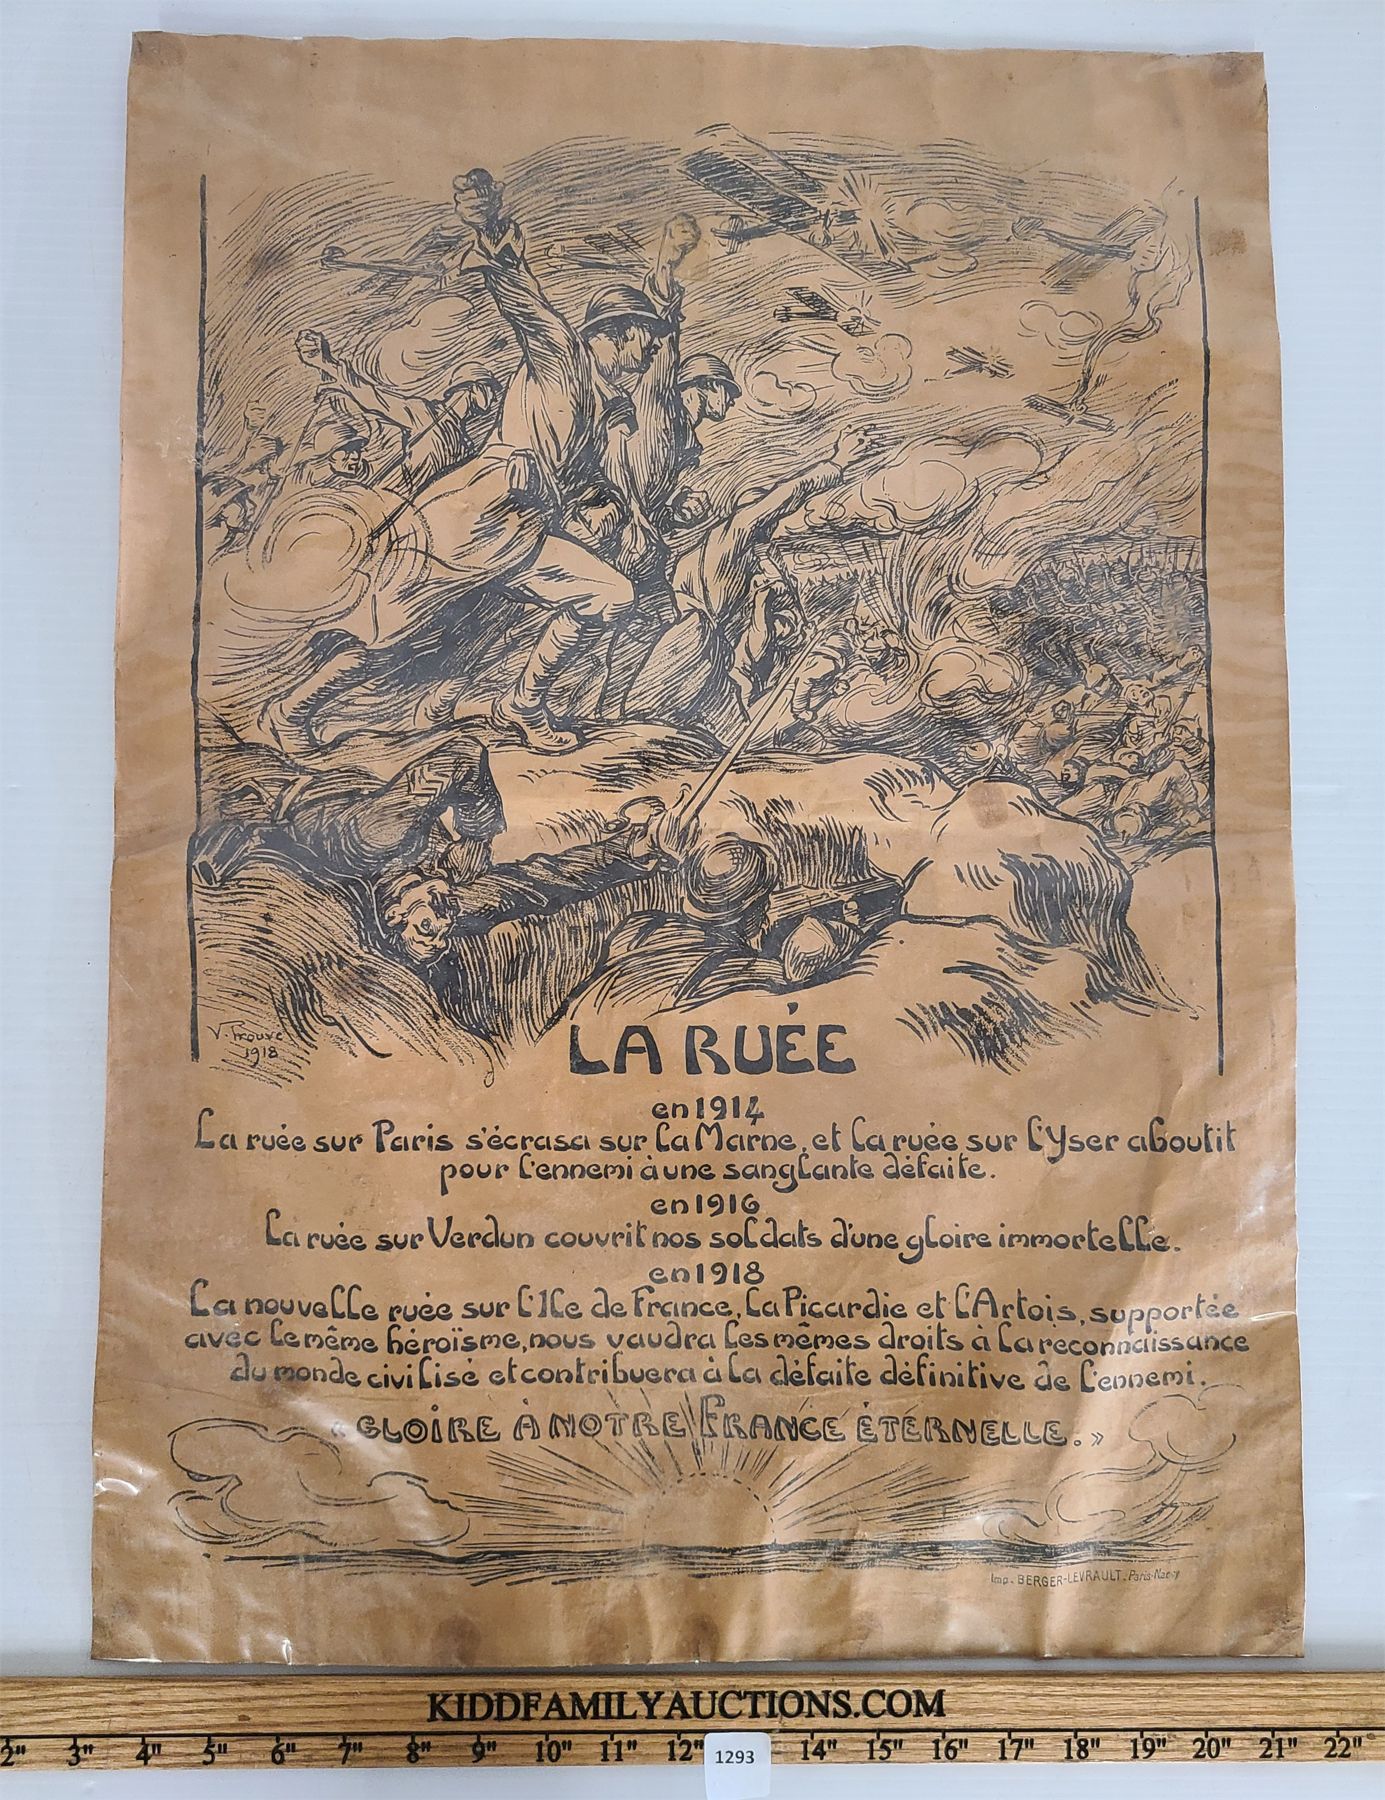 V. Prouvé
1918
LA RUÉE
en 1914
La ruée sur Paris s'écrasa sur La Marne, et La ruée sur L'Yser aboutit
pour L'ennemi à une sanglante défaite.
en 1916
La ruée sur Verdun couvrit nos soldats d'une gloire immortelle.
en 1918
La nouvelle ruée sur L'Ile de France, La Picardie et L'Artois, supportée
avec Le même héroïsme, nous vaudra Les mêmes droits à La reconnaissance
du monde civilisé et contribuera à La défaite définitive de L'ennemi.
« GLOIRE À NOTRE FRANCE ÉTERNELLE. »
Imp. BERGER-LEVRAULT. Paris-Nancy
KIDDFAMILYAUCTIONS.COM
2" 3" 4" 5" 6" 7" 8" 9" 10" 11" 12" 14" 15" 16" 17" 18" 19" 20" 21" 22"
1293